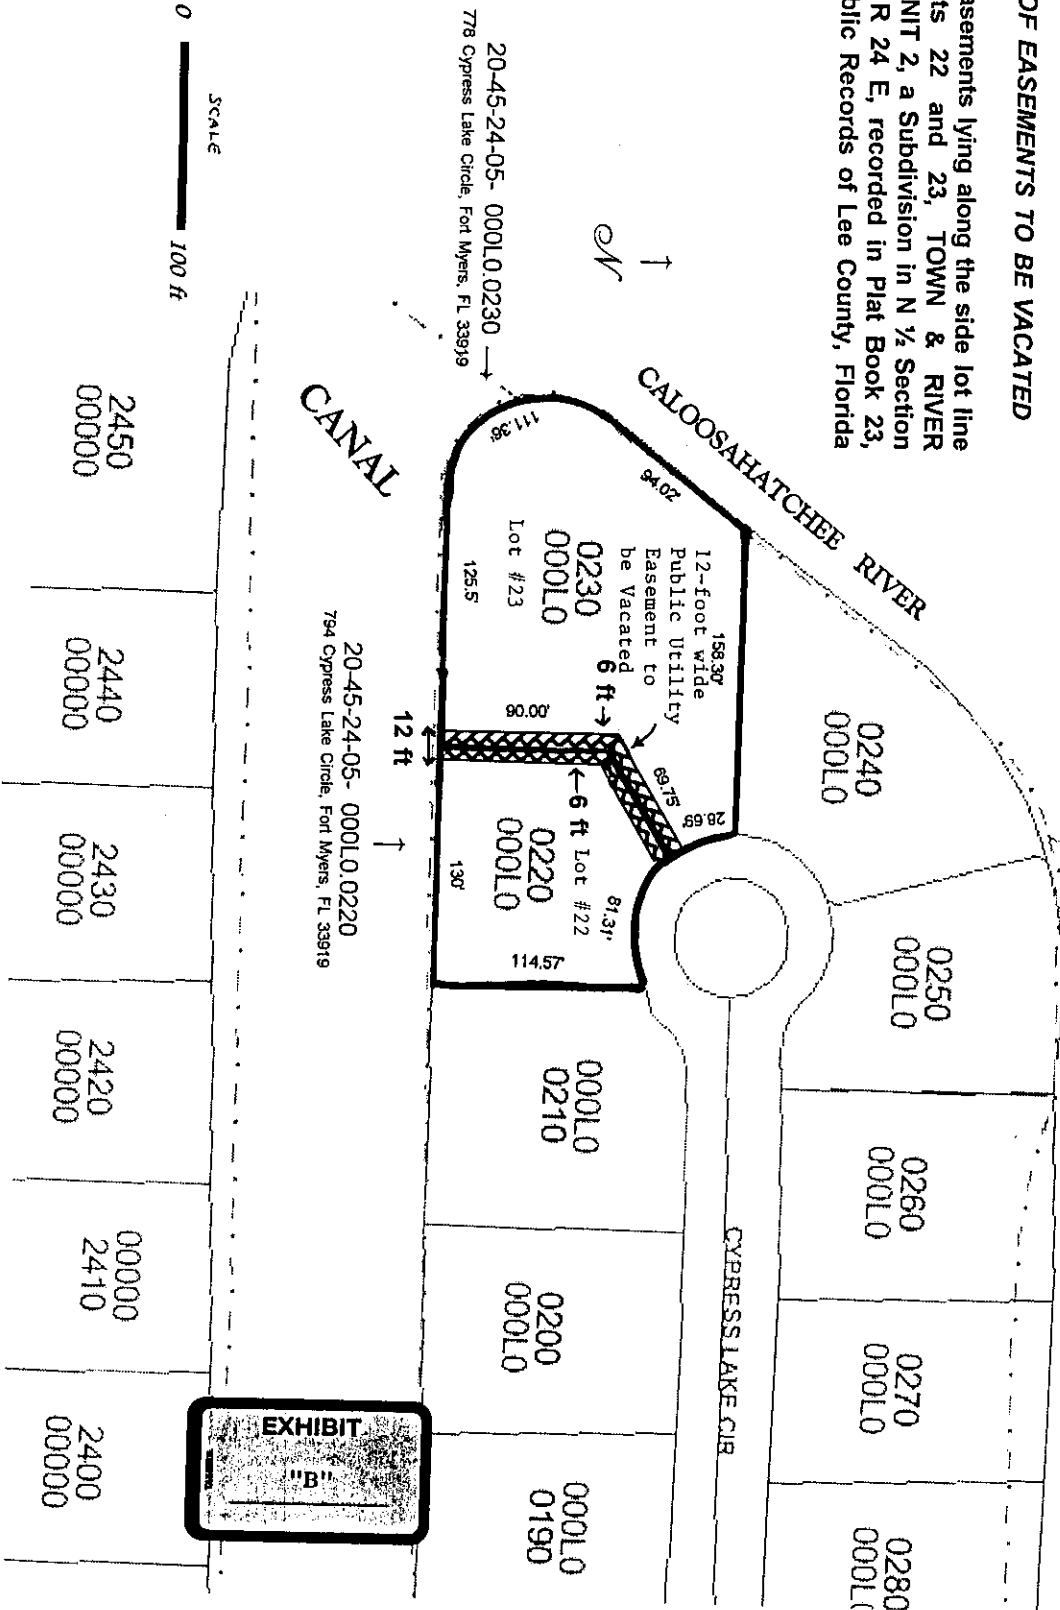 OF EASEMENTS TO BE VACATED
asements lying along the side lot line
ts 22 and 23, TOWN & RIVER
NIT 2, a Subdivision in N ½ Section
R 24 E, recorded in Plat Book 23,
blic Records of Lee County, Florida
N
CALOOSAHATCHEE RIVER
20-45-24-05- 000L0.0230
778 Cypress Lake Circle, Fort Myers, FL 33919
0240
000L0
0250
000L0
0260
000L0
0270
000L0
0280
000L(
CYPRESS LAKE CIR
158.30'
94.02'
111.36'
12-foot wide
Public Utility
Easement to
be Vacated
0230
000L0
Lot #23
125.5'
6 ft
90.00'
69.75'
28.69'
12 ft
6 ft
Lot #22
0220
000L0
81.31'
130'
114.57'
000L0
0210
0200
000L0
000L0
0190
CANAL
20-45-24-05- 000L0.0220
794 Cypress Lake Circle, Fort Myers, FL 33919
SCALE
0
100 ft
EXHIBIT
"B"
2450
00000
2440
00000
2430
00000
2420
00000
00000
2410
2400
00000